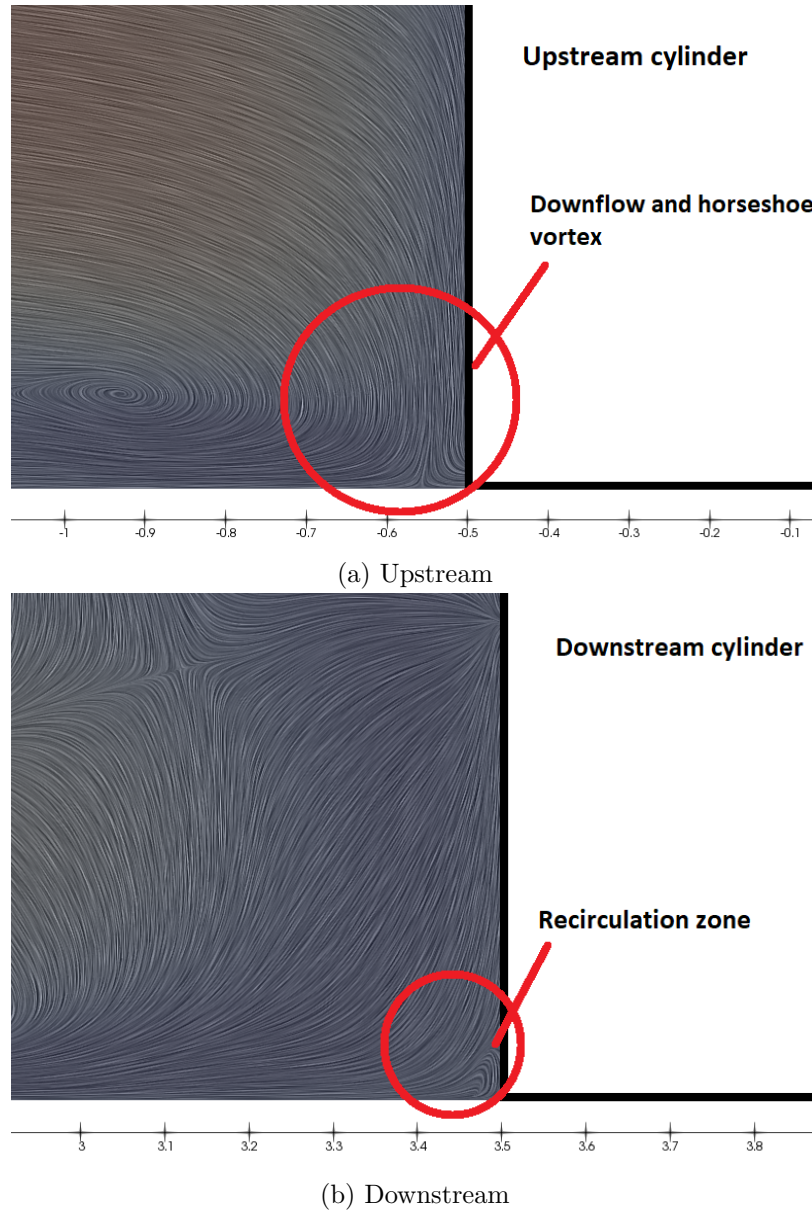 Upstream cylinder
Downflow and horseshoe
vortex
-1 -0.9 -0.8 -0.7 -0.6 -0.5 -0.4 -0.3 -0.2 -0.1
(a) Upstream
Downstream cylinder
Recirculation zone
3 3.1 3.2 3.3 3.4 3.5 3.6 3.7 3.8
(b) Downstream